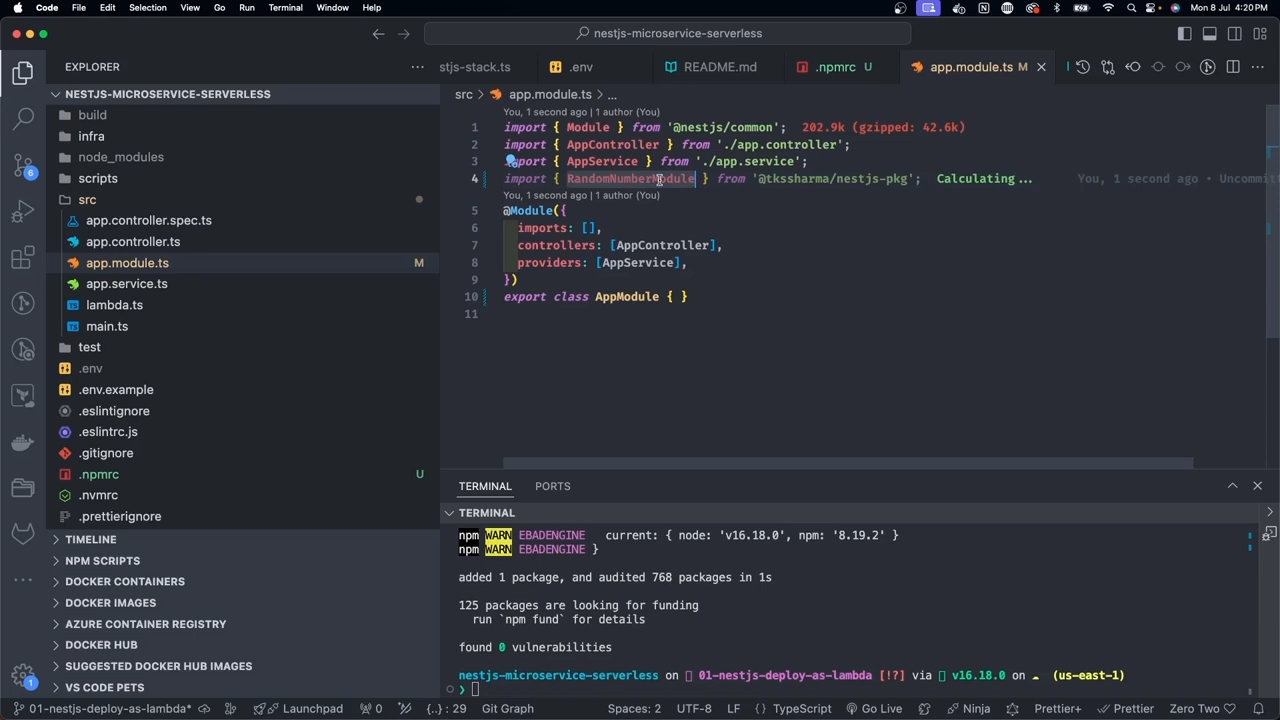 Code File Edit Selection View Go Run Terminal Window Help Mon 8 Jul 4:20 PM
nestjs-microservice-serverless
EXPLORER
stjs-stack.ts .env README.md .npmrc U app.module.ts M
NESTJS-MICROSERVICE-SERVERLESS
src > app.module.ts > ...
build
infra
node_modules
scripts
src
app.controller.spec.ts
app.controller.ts
app.module.ts M
app.service.ts
lambda.ts
main.ts
test
.env
.env.example
.eslintignore
.eslintrc.js
.gitignore
.npmrc U
.nvmrc
.prettierignore
TIMELINE
NPM SCRIPTS
DOCKER CONTAINERS
DOCKER IMAGES
AZURE CONTAINER REGISTRY
DOCKER HUB
SUGGESTED DOCKER HUB IMAGES
VS CODE PETS
6
1
You, 1 second ago | 1 author (You)
1 import { Module } from '@nestjs/common'; 202.9k (gzipped: 42.6k)
2 import { AppController } from './app.controller';
3 import { AppService } from './app.service';
4 import { RandomNumberModule } from '@tkssharma/nestjs-pkg'; Calculating... You, 1 second ago • Uncommit
You, 1 second ago | 1 author (You)
5 @Module({
6 imports: [],
7 controllers: [AppController],
8 providers: [AppService],
9 })
10 export class AppModule { }
11
TERMINAL PORTS
TERMINAL
npm WARN EBADENGINE current: { node: 'v16.18.0', npm: '8.19.2' }
npm WARN EBADENGINE }
added 1 package, and audited 768 packages in 1s
125 packages are looking for funding
run `npm fund` for details
found 0 vulnerabilities
nestjs-microservice-serverless on 01-nestjs-deploy-as-lambda [!?] via v16.18.0 on (us-east-1)
❯
01-nestjs-deploy-as-lambda* Launchpad 0 {..} : 29 Git Graph Spaces: 2 UTF-8 LF TypeScript Go Live Ninja Prettier+ Prettier Zero Two